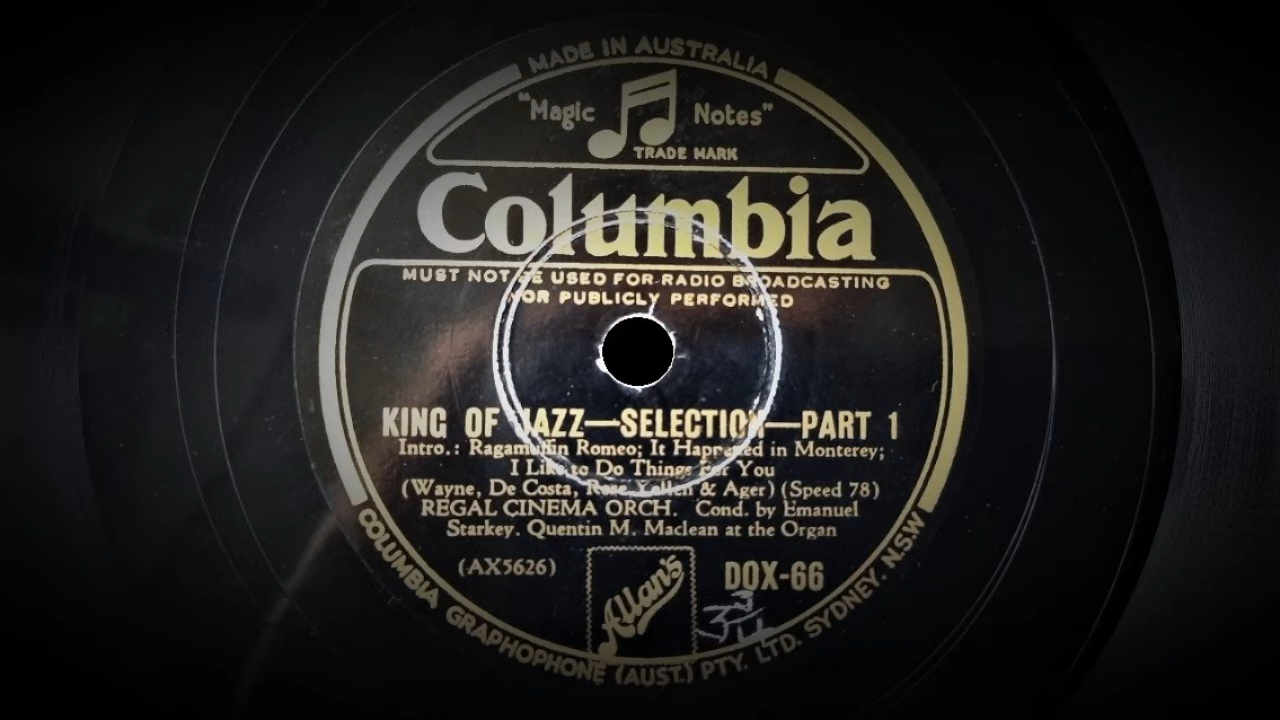 MADE IN AUSTRALIA
"Magic Notes"
TRADE MARK
Columbia
MUST NOT BE USED FOR RADIO BROADCASTING
NOR PUBLICLY PERFORMED
KING OF JAZZ—SELECTION—PART 1
Intro.: Ragamuffin Romeo; It Happened in Monterey;
I Like to Do Things For You
(Wayne, De Costa, Rose, Yellen & Ager) (Speed 78)
REGAL CINEMA ORCH. Cond. by Emanuel
Starkey. Quentin M. Maclean at the Organ
(AX5626)
Allan's
DOX-66
COLUMBIA GRAPHOPHONE (AUST.) PTY. LTD. SYDNEY. N.S.W